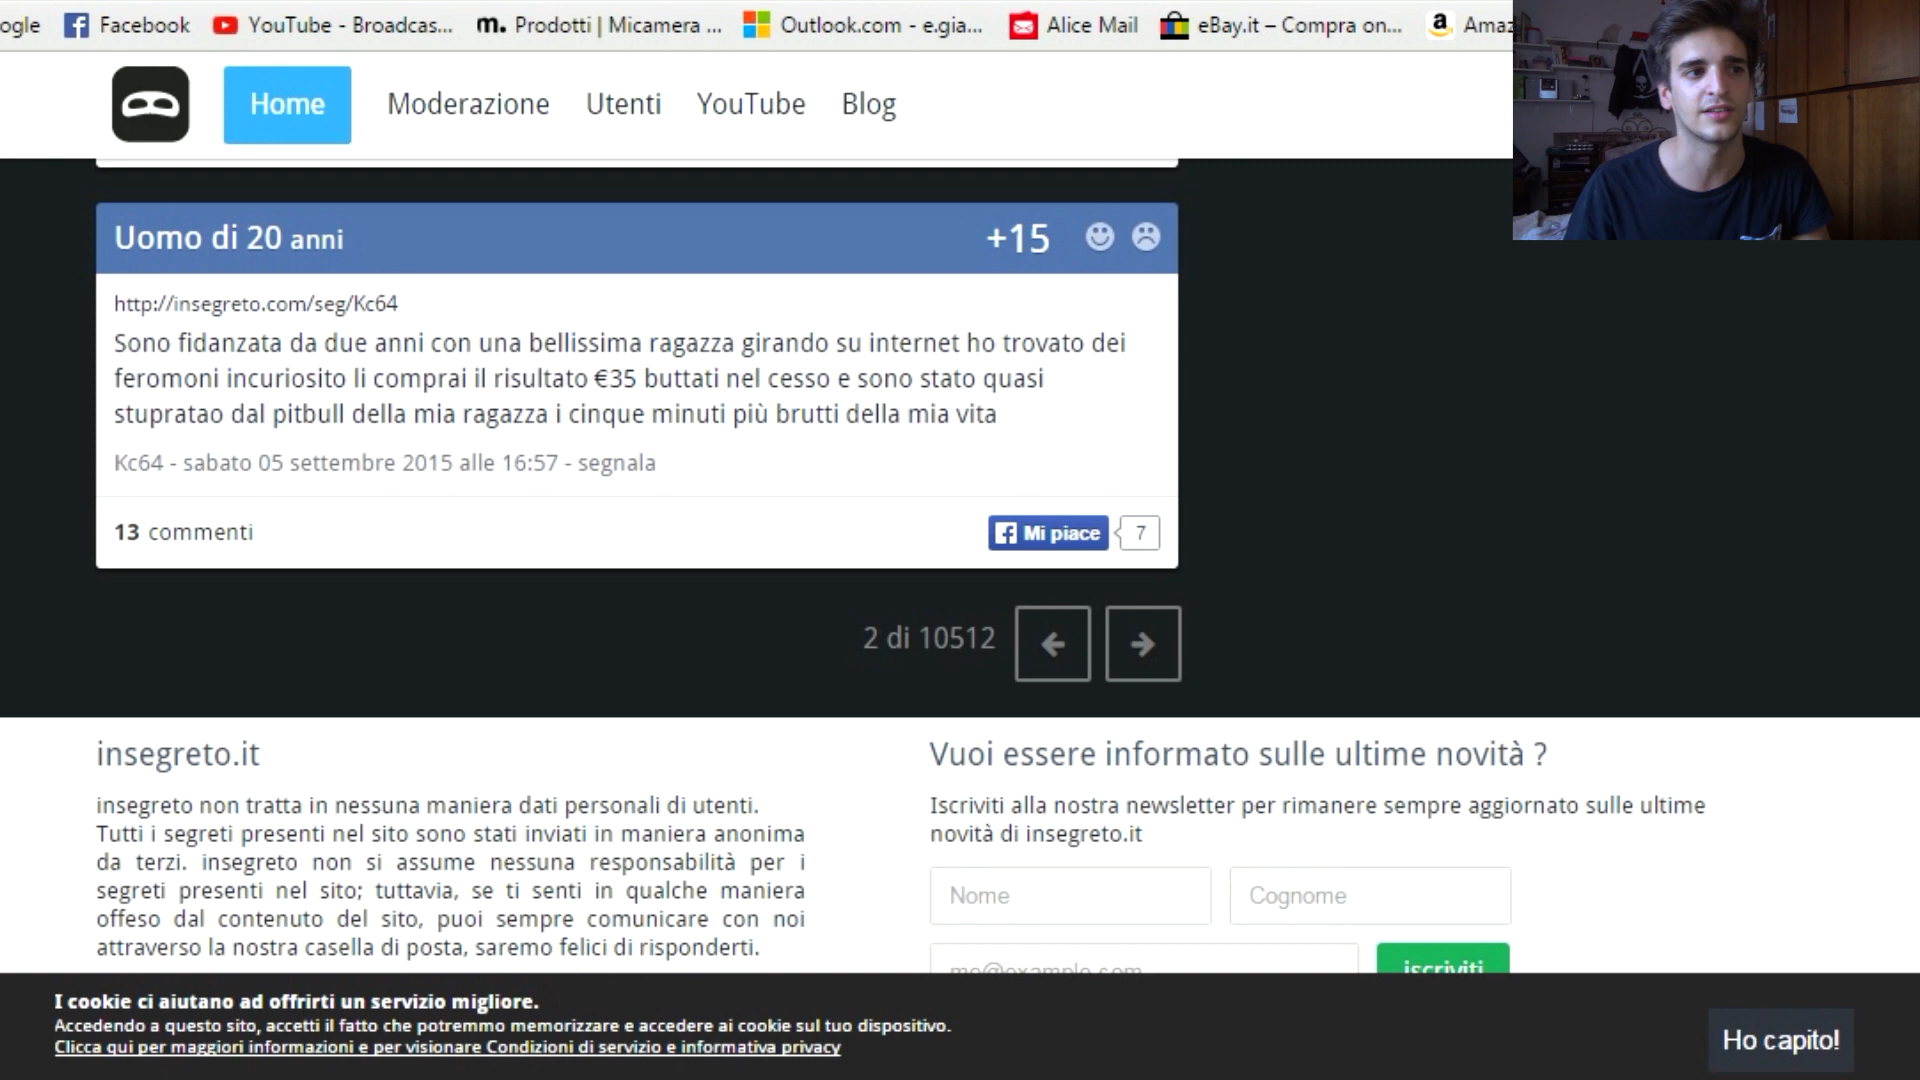 ogle Facebook YouTube - Broadcas... m. Prodotti | Micamera ... Outlook.com - e.gia... Alice Mail eBay.it – Compra on... a Amaz
Home Moderazione Utenti YouTube Blog
Uomo di 20 anni +15
http://insegreto.com/seg/Kc64
Sono fidanzata da due anni con una bellissima ragazza girando su internet ho trovato dei
feromoni incuriosito li comprai il risultato €35 buttati nel cesso e sono stato quasi
stupratao dal pitbull della mia ragazza i cinque minuti più brutti della mia vita
Kc64 - sabato 05 settembre 2015 alle 16:57 - segnala
13 commenti Mi piace 7
2 di 10512
insegreto.it
insegreto non tratta in nessuna maniera dati personali di utenti.
Tutti i segreti presenti nel sito sono stati inviati in maniera anonima
da terzi. insegreto non si assume nessuna responsabilità per i
segreti presenti nel sito; tuttavia, se ti senti in qualche maniera
offeso dal contenuto del sito, puoi sempre comunicare con noi
attraverso la nostra casella di posta, saremo felici di risponderti.
Vuoi essere informato sulle ultime novità ?
Iscriviti alla nostra newsletter per rimanere sempre aggiornato sulle ultime
novità di insegreto.it
Nome Cognome
me@example.com iscriviti
I cookie ci aiutano ad offrirti un servizio migliore.
Accedendo a questo sito, accetti il fatto che potremmo memorizzare e accedere ai cookie sul tuo dispositivo.
Clicca qui per maggiori informazioni e per visionare Condizioni di servizio e informativa privacy
Ho capito!